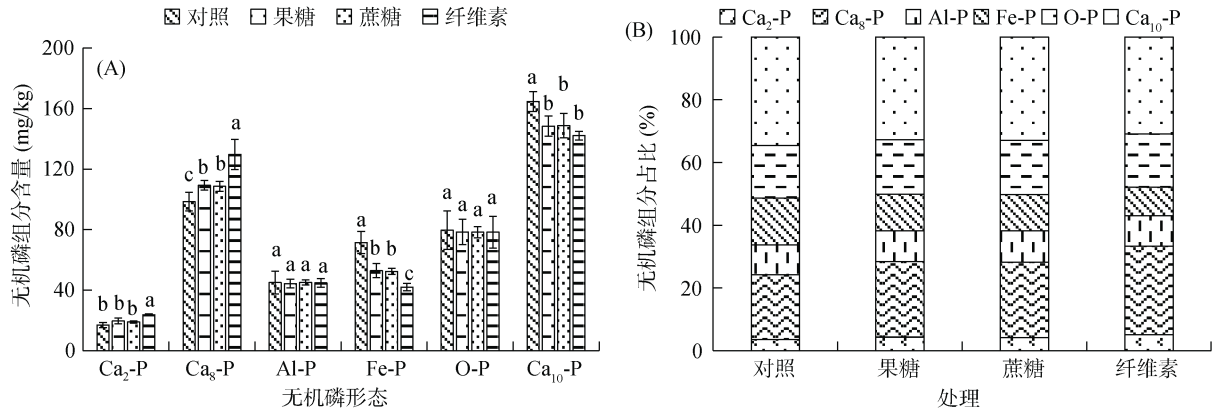 对照 果糖 蔗糖 纤维素
(A)
无机磷组分含量 (mg/kg)
200
160
120
80
40
0
b b b a
c b b a
a a a a
a b b c
a a a a
a b b b
Ca₂-P Ca₈-P Al-P Fe-P O-P Ca₁₀-P
无机磷形态
Ca₂-P Ca₈-P Al-P Fe-P O-P Ca₁₀-P
(B)
无机磷组分占比 (%)
100
80
60
40
20
0
对照 果糖 蔗糖 纤维素
处理